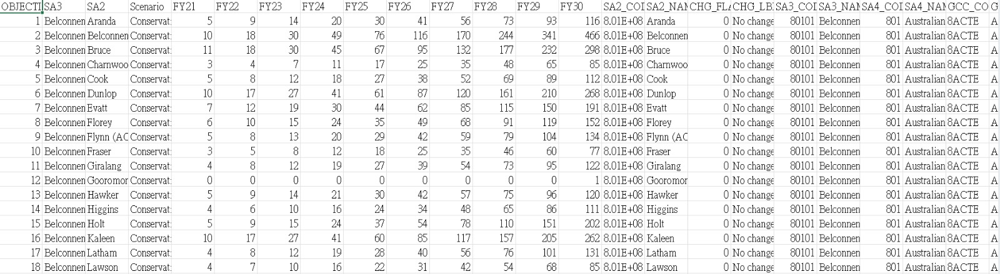 OBJECTI SA3 SA2 Scenario FY21 FY22 FY23 FY24 FY25 FY26 FY27 FY28 FY29 FY30 SA2_COI SA2_NAM CHG_FLA CHG_LBI SA3_COI SA3_NAM SA4_COI SA4_NAM GCC_CO G
1 Belconnen Aranda Conservat 5 9 14 20 30 41 56 73 93 116 8.01E+08 Aranda 0 No change 80101 Belconnen 801 Australian 8ACTE A
2 Belconnen Belconnen Conservat 10 18 30 49 76 116 170 244 341 466 8.01E+08 Belconnen 0 No change 80101 Belconnen 801 Australian 8ACTE A
3 Belconnen Bruce Conservat 11 18 30 45 67 95 132 177 232 298 8.01E+08 Bruce 0 No change 80101 Belconnen 801 Australian 8ACTE A
4 Belconnen Charnwoo Conservat 3 4 7 11 17 25 35 48 65 85 8.01E+08 Charnwoo 0 No change 80101 Belconnen 801 Australian 8ACTE A
5 Belconnen Cook Conservat 5 8 12 18 27 38 52 69 89 112 8.01E+08 Cook 0 No change 80101 Belconnen 801 Australian 8ACTE A
6 Belconnen Dunlop Conservat 10 17 27 41 61 87 120 161 210 268 8.01E+08 Dunlop 0 No change 80101 Belconnen 801 Australian 8ACTE A
7 Belconnen Evatt Conservat 7 12 19 30 44 62 85 115 150 191 8.01E+08 Evatt 0 No change 80101 Belconnen 801 Australian 8ACTE A
8 Belconnen Florey Conservat 6 10 15 24 35 49 68 91 119 152 8.01E+08 Florey 0 No change 80101 Belconnen 801 Australian 8ACTE A
9 Belconnen Flynn (AC Conservat 5 8 13 20 29 42 59 79 104 134 8.01E+08 Flynn (AC 0 No change 80101 Belconnen 801 Australian 8ACTE A
10 Belconnen Fraser Conservat 3 5 8 12 18 25 35 46 60 77 8.01E+08 Fraser 0 No change 80101 Belconnen 801 Australian 8ACTE A
11 Belconnen Giralang Conservat 4 8 12 19 27 39 54 73 95 122 8.01E+08 Giralang 0 No change 80101 Belconnen 801 Australian 8ACTE A
12 Belconnen Gooromor Conservat 0 0 0 0 0 0 0 0 0 1 8.01E+08 Gooromor 0 No change 80101 Belconnen 801 Australian 8ACTE A
13 Belconnen Hawker Conservat 5 9 14 21 30 42 57 75 96 120 8.01E+08 Hawker 0 No change 80101 Belconnen 801 Australian 8ACTE A
14 Belconnen Higgins Conservat 4 6 10 16 24 34 48 65 86 111 8.01E+08 Higgins 0 No change 80101 Belconnen 801 Australian 8ACTE A
15 Belconnen Holt Conservat 5 9 15 24 37 54 78 110 151 202 8.01E+08 Holt 0 No change 80101 Belconnen 801 Australian 8ACTE A
16 Belconnen Kaleen Conservat 10 17 27 41 60 85 117 157 205 262 8.01E+08 Kaleen 0 No change 80101 Belconnen 801 Australian 8ACTE A
17 Belconnen Latham Conservat 4 8 12 19 28 40 56 76 101 131 8.01E+08 Latham 0 No change 80101 Belconnen 801 Australian 8ACTE A
18 Belconnen Lawson Conservat 4 7 10 16 22 31 42 54 68 85 8.01E+08 Lawson 0 No change 80101 Belconnen 801 Australian 8ACTE A